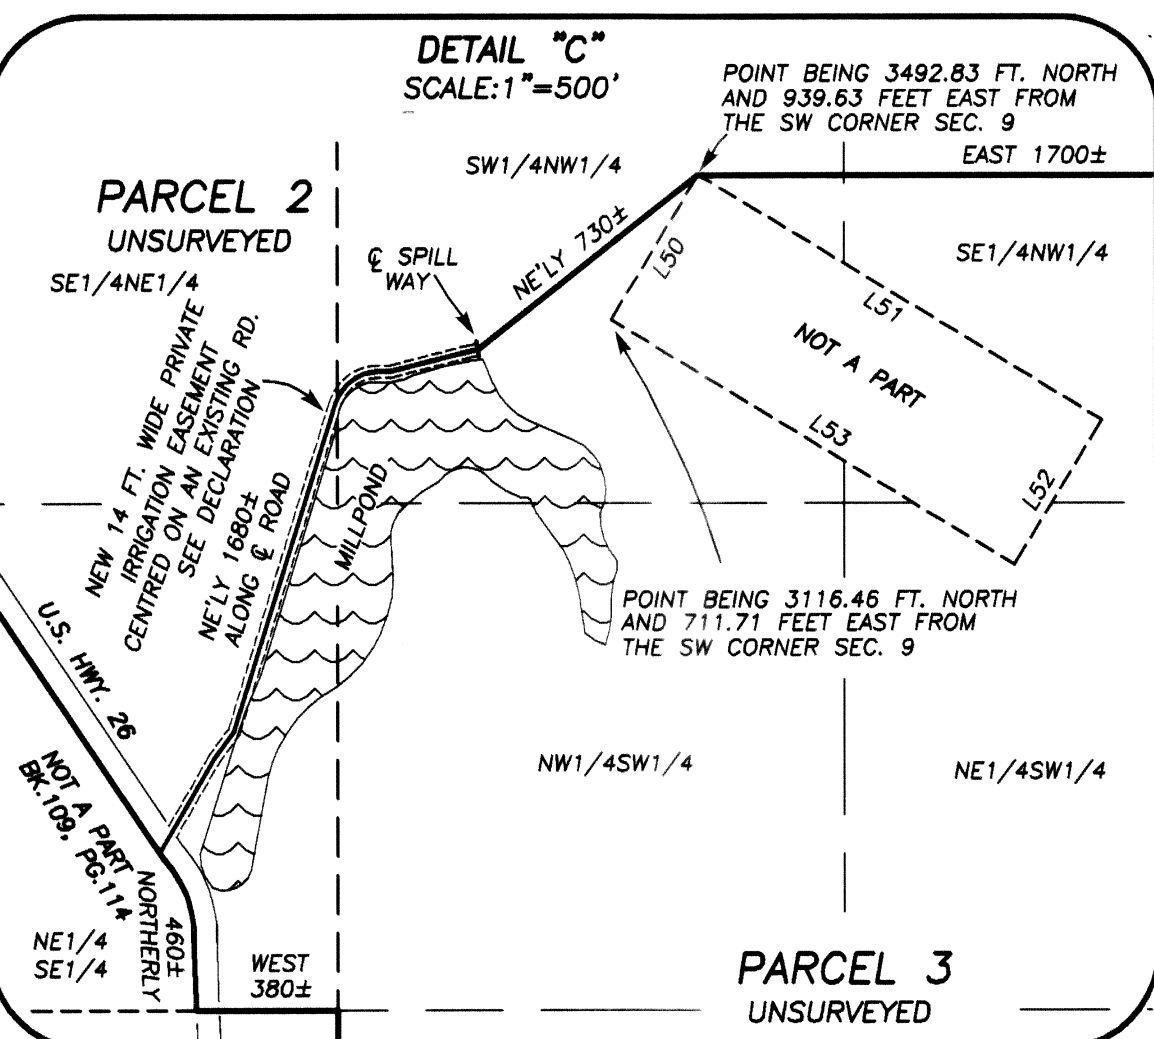 DETAIL "C"
SCALE:1"=500'
POINT BEING 3492.83 FT. NORTH
AND 939.63 FEET EAST FROM
THE SW CORNER SEC. 9
EAST 1700±
SW1/4NW1/4
PARCEL 2
UNSURVEYED
SE1/4NE1/4
℄ SPILL
WAY
NE'LY 730±
L50
L51
SE1/4NW1/4
NOT A PART
L53
L52
NEW 14 FT. WIDE PRIVATE
IRRIGATION EASEMENT
CENTRED ON AN EXISTING RD.
SEE DECLARATION
NE'LY 1680±
ALONG ℄ ROAD
MILLPOND
POINT BEING 3116.46 FT. NORTH
AND 711.71 FEET EAST FROM
THE SW CORNER SEC. 9
U.S. HWY. 26
NOT A PART
BK.109, PG.114
NW1/4SW1/4
NE1/4SW1/4
NORTHERLY
460±
NE1/4
SE1/4
WEST
380±
PARCEL 3
UNSURVEYED